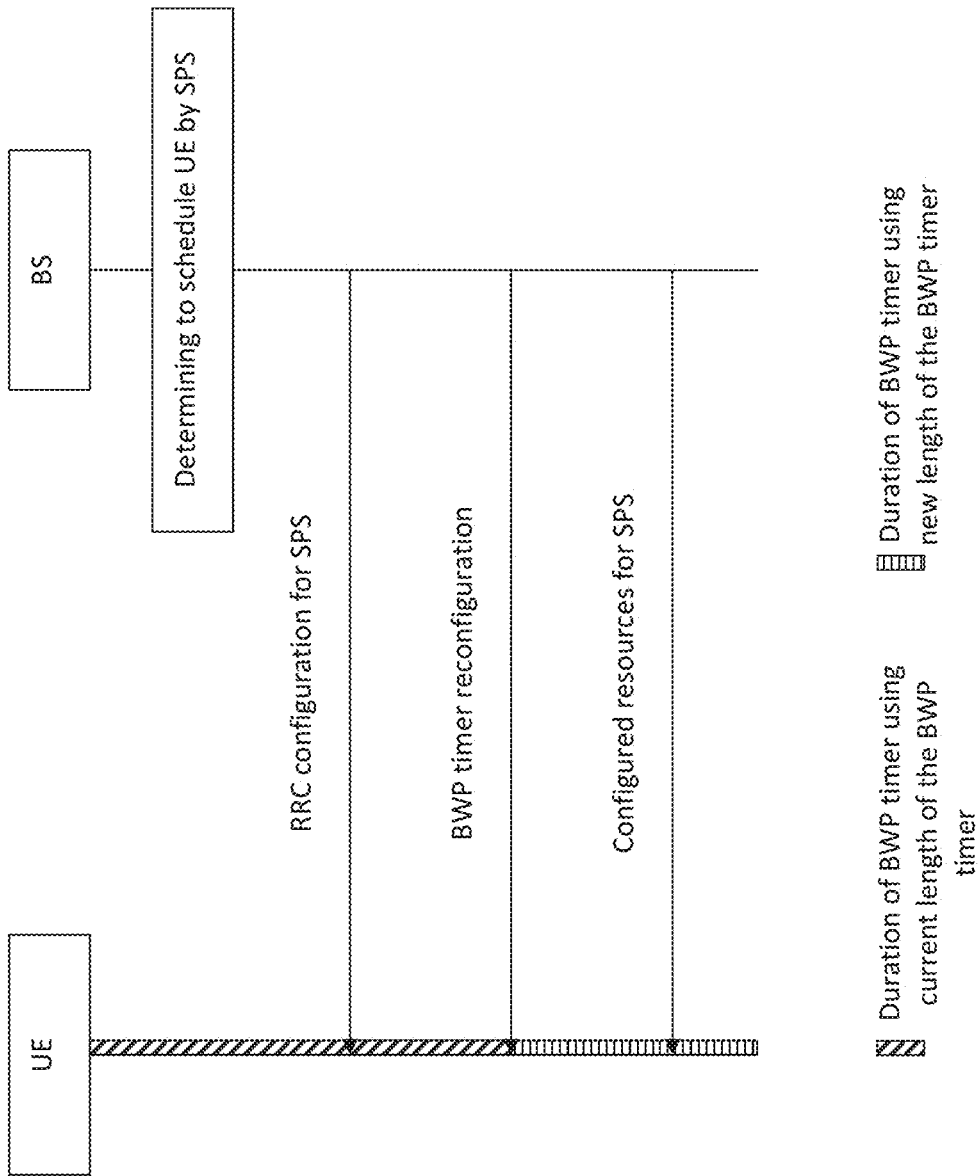 UE
BS
Determining to schedule UE by SPS
RRC configuration for SPS
BWP timer reconfiguration
Configured resources for SPS
Duration of BWP timer using
current length of the BWP
timer
Duration of BWP timer using
new length of the BWP timer